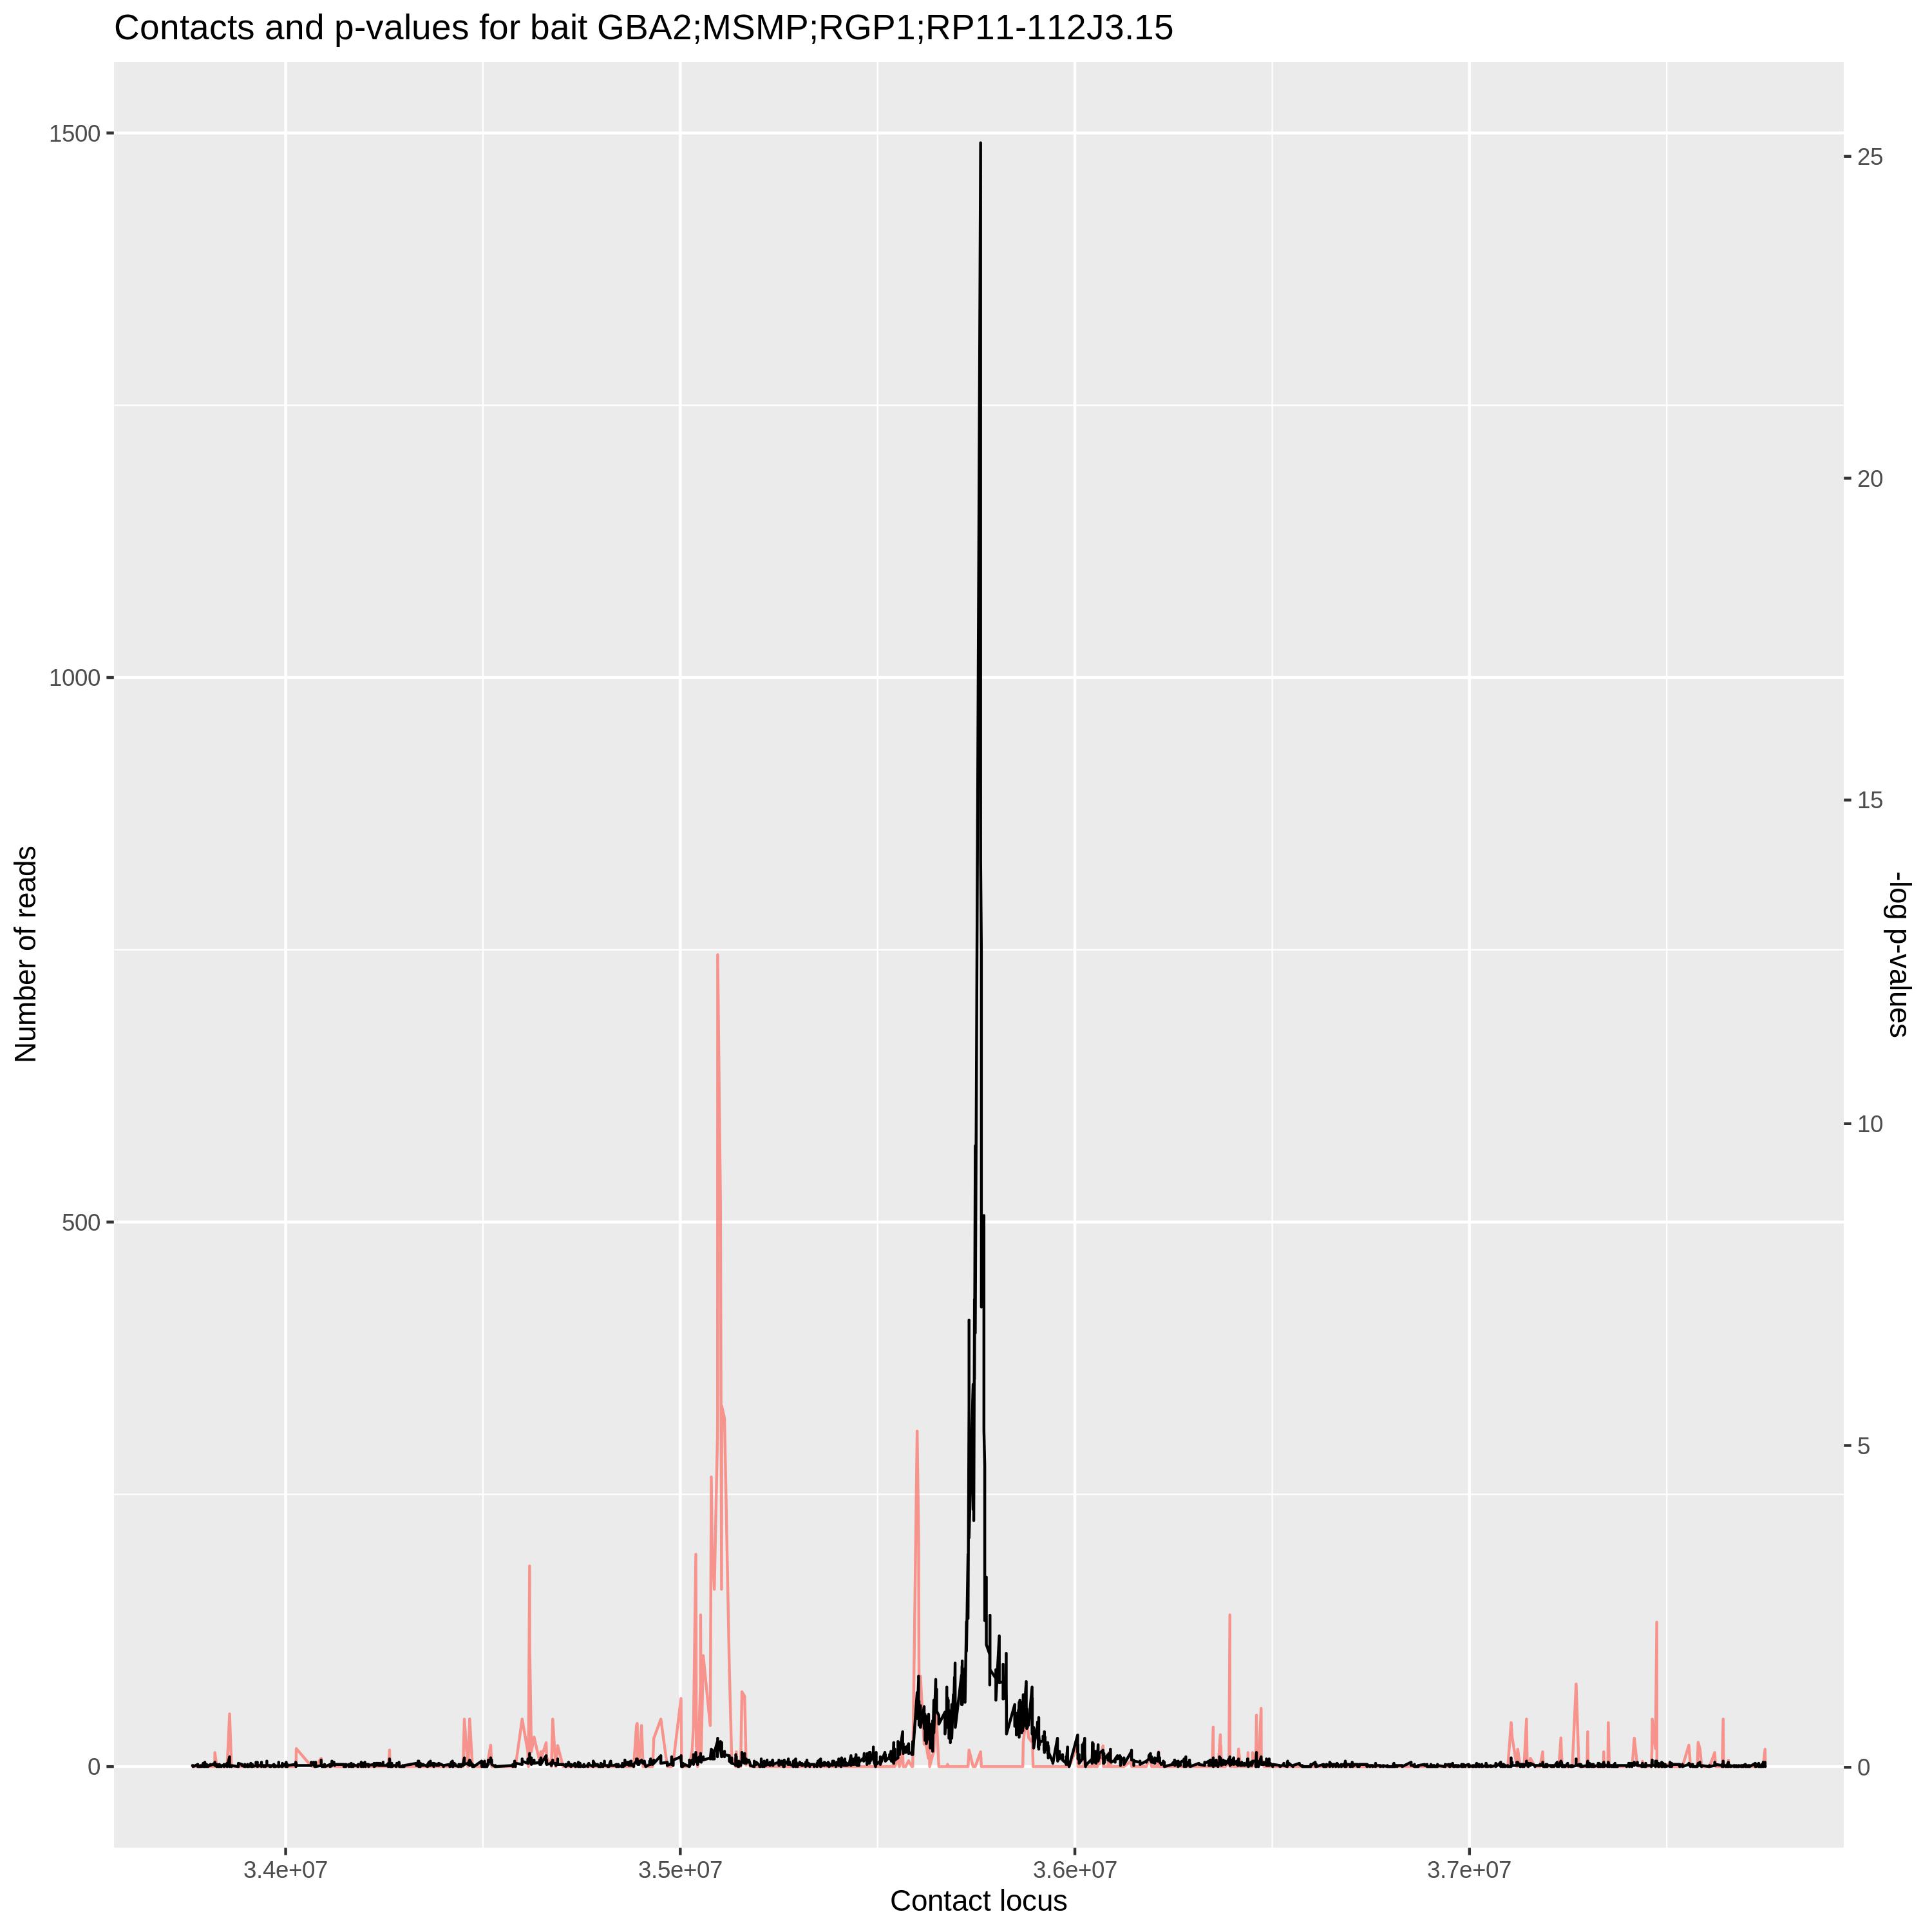 Contacts and p-values for bait GBA2;MSMP;RGP1;RP11-112J3.15
1500
1000
500
0
Number of reads
25
20
15
10
5
0
-log p-values
3.4e+07 3.5e+07 3.6e+07 3.7e+07
Contact locus